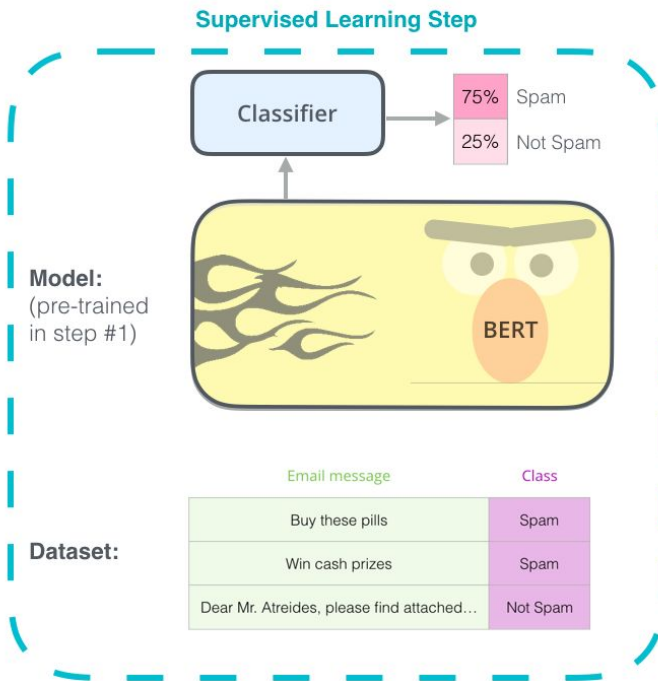 Supervised Learning Step
Classifier
75% Spam
25% Not Spam
Model:
(pre-trained
in step #1)
BERT
Email message Class
Buy these pills Spam
Win cash prizes Spam
Dataset:
Dear Mr. Atreides, please find attached… Not Spam